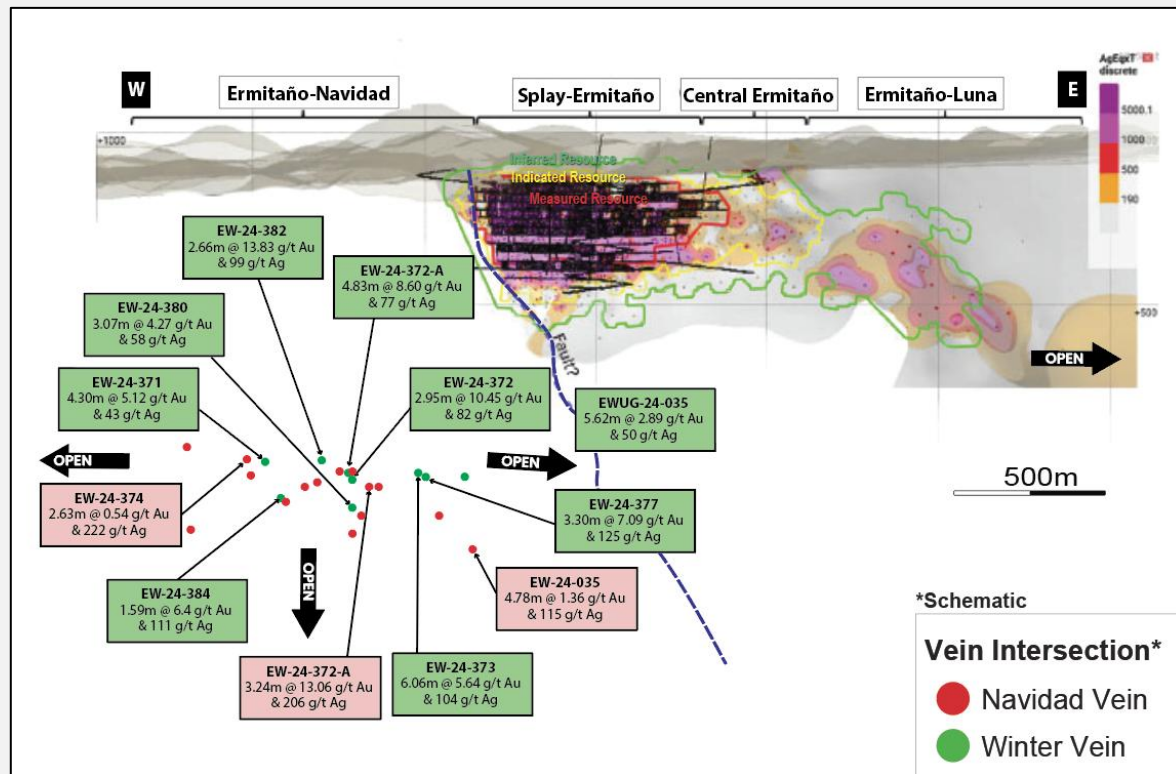 W
Ermitaño-Navidad
Splay-Ermitaño
Central Ermitaño
Ermitaño-Luna
E
AgEqxT
discrete
5000.1
1000
500
190
+1000
+500
Inferred Resource
Indicated Resource
Measured Resource
EW-24-382
2.66m @ 13.83 g/t Au
& 99 g/t Ag
EW-24-372-A
4.83m @ 8.60 g/t Au
& 77 g/t Ag
EW-24-380
3.07m @ 4.27 g/t Au
& 58 g/t Ag
EW-24-371
4.30m @ 5.12 g/t Au
& 43 g/t Ag
EW-24-372
2.95m @ 10.45 g/t Au
& 82 g/t Ag
Fault?
OPEN
EWUG-24-035
5.62m @ 2.89 g/t Au
& 50 g/t Ag
OPEN
OPEN
500m
EW-24-374
2.63m @ 0.54 g/t Au
& 222 g/t Ag
EW-24-377
3.30m @ 7.09 g/t Au
& 125 g/t Ag
OPEN
EW-24-384
1.59m @ 6.4 g/t Au
& 111 g/t Ag
EW-24-035
4.78m @ 1.36 g/t Au
& 115 g/t Ag
EW-24-372-A
3.24m @ 13.06 g/t Au
& 206 g/t Ag
EW-24-373
6.06m @ 5.64 g/t Au
& 104 g/t Ag
*Schematic
Vein Intersection*
Navidad Vein
Winter Vein